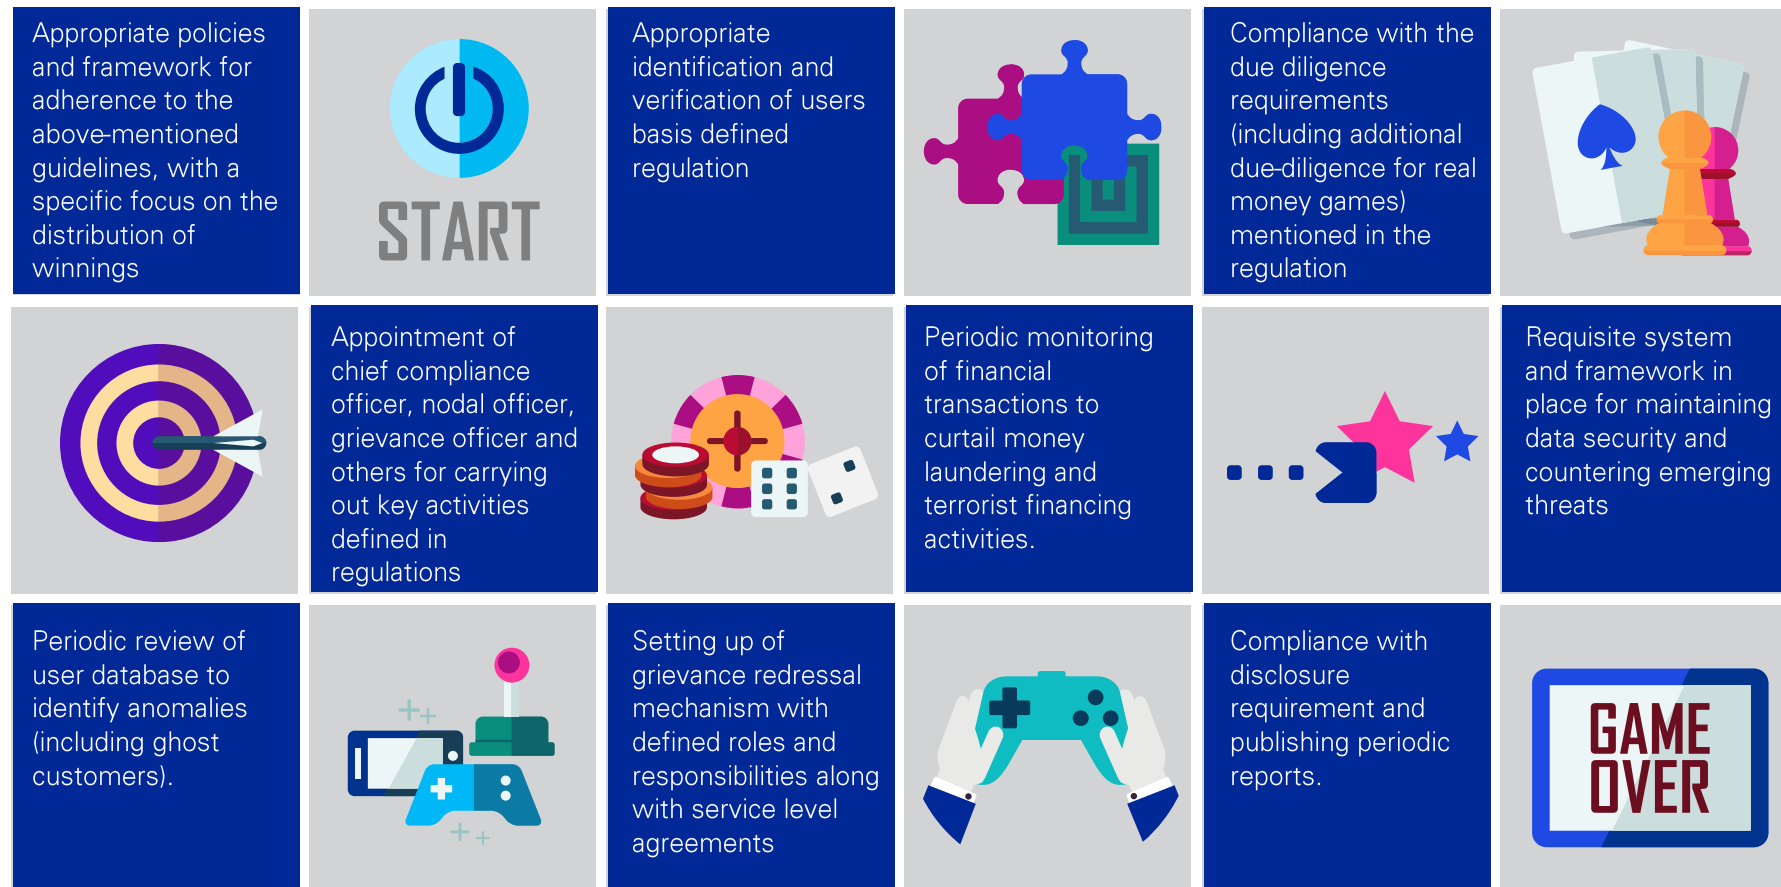 Appropriate policies
and framework for
adherence to the
above-mentioned
guidelines, with a
specific focus on the
distribution of
winnings
START
Appropriate
identification and
verification of users
basis defined
regulation
Compliance with the
due diligence
requirements
(including additional
due-diligence for real
money games)
mentioned in the
regulation
Appointment of
chief compliance
officer, nodal officer,
grievance officer and
others for carrying
out key activities
defined in
regulations
Periodic monitoring
of financial
transactions to
curtail money
laundering and
terrorist financing
activities.
Requisite system
and framework in
place for maintaining
data security and
countering emerging
threats
Periodic review of
user database to
identify anomalies
(including ghost
customers).
Setting up of
grievance redressal
mechanism with
defined roles and
responsibilities along
with service level
agreements
Compliance with
disclosure
requirement and
publishing periodic
reports.
GAME
OVER